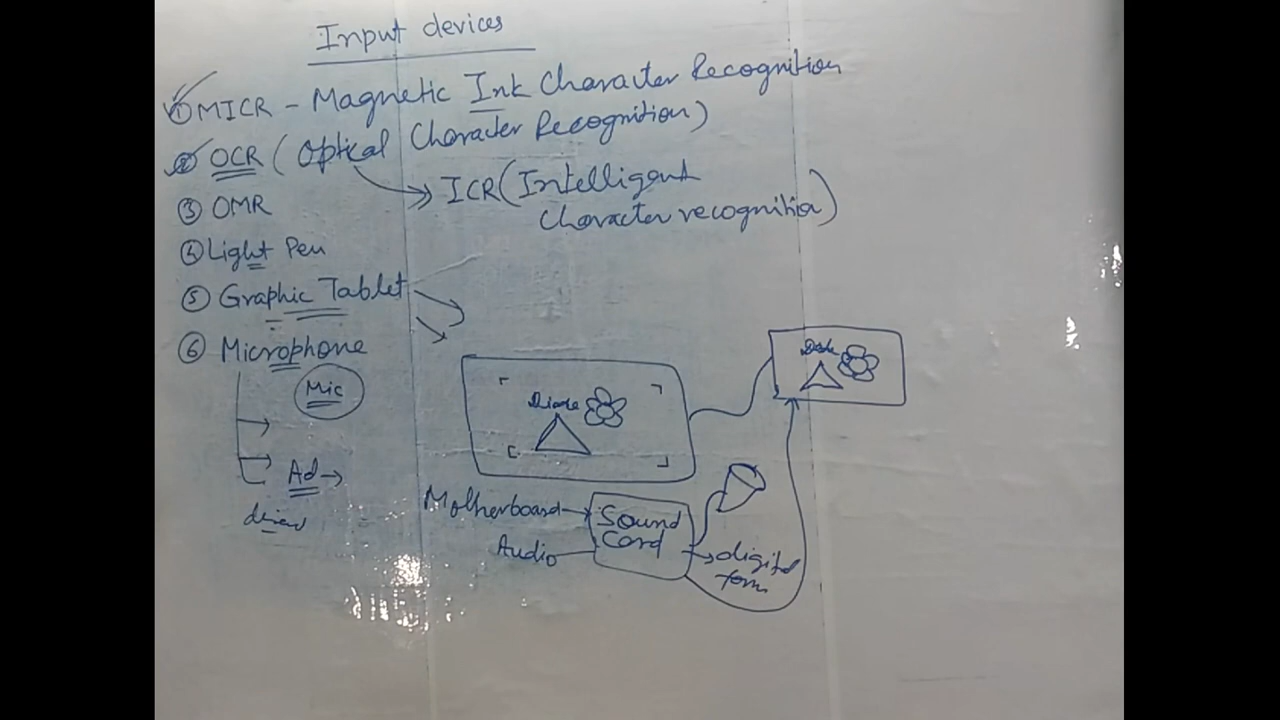 Input devices
① MICR - Magnetic Ink Character Recognition
② OCR (Optical Character Recognition)
ICR (Intelligent
character recognition)
③ OMR
④ Light Pen
⑤ Graphic Tablet
⑥ Microphone
Mic
Ad →
Motherboard
Sound
Card
Audio
digital
form